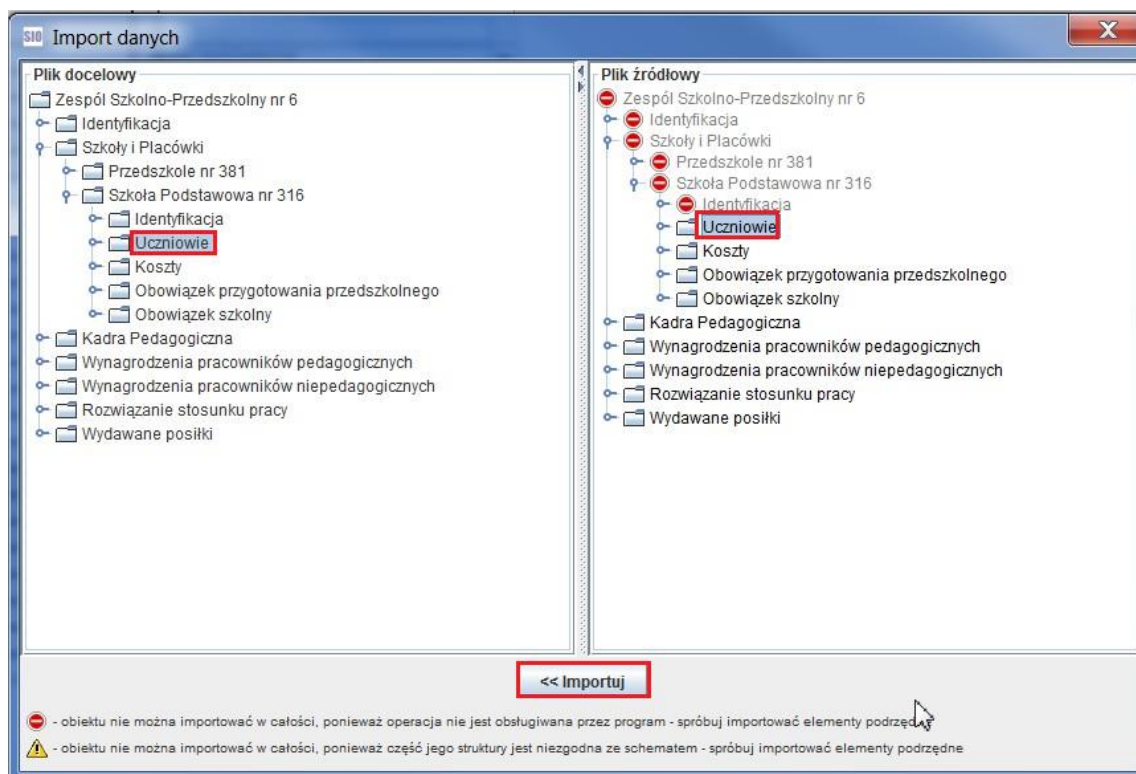 SIO Import danych
X
Plik docelowy
Zespól Szkolno-Przedszkolny nr 6
Identyfikacja
Szkoły i Placówki
Przedszkole nr 381
Szkoła Podstawowa nr 316
Identyfikacja
Uczniowie
Koszty
Obowiązek przygotowania przedszkolnego
Obowiązek szkolny
Kadra Pedagogiczna
Wynagrodzenia pracowników pedagogicznych
Wynagrodzenia pracowników niepedagogicznych
Rozwiązanie stosunku pracy
Wydawane posiłki
Plik źródłowy
Zespól Szkolno-Przedszkolny nr 6
Identyfikacja
Szkoły i Placówki
Przedszkole nr 381
Szkoła Podstawowa nr 316
Identyfikacja
Uczniowie
Koszty
Obowiązek przygotowania przedszkolnego
Obowiązek szkolny
Kadra Pedagogiczna
Wynagrodzenia pracowników pedagogicznych
Wynagrodzenia pracowników niepedagogicznych
Rozwiązanie stosunku pracy
Wydawane posiłki
<< Importuj
- obiektu nie można importować w całości, ponieważ operacja nie jest obsługiwana przez program - spróbuj importować elementy podrzędne
- obiektu nie można importować w całości, ponieważ część jego struktury jest niezgodna ze schematem - spróbuj importować elementy podrzędne